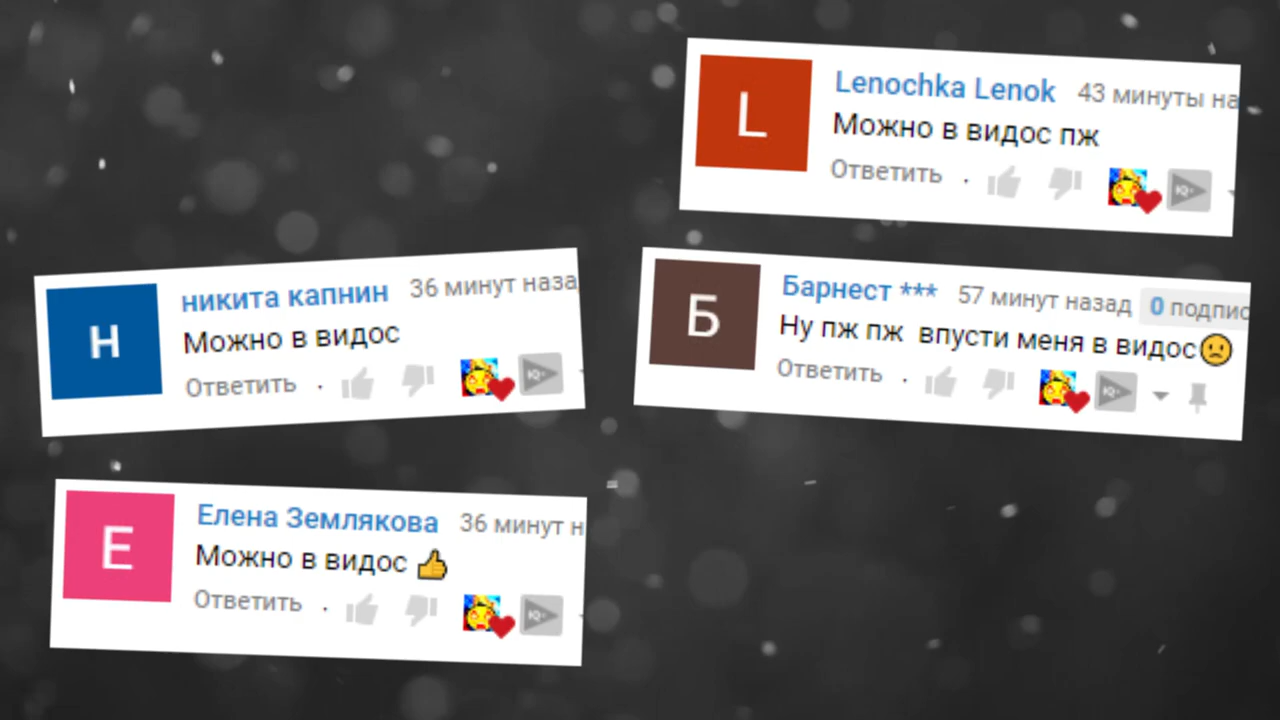 L
Lenochka Lenok 43 минуты на
Можно в видос пж
Ответить ·
н
никита капнин 36 минут наза
Можно в видос
Ответить ·
Б
Барнест *** 57 минут назад 0 подпис
Ну пж пж впусти меня в видос
Ответить ·
Е
Елена Землякова 36 минут н
Можно в видос 👍
Ответить ·